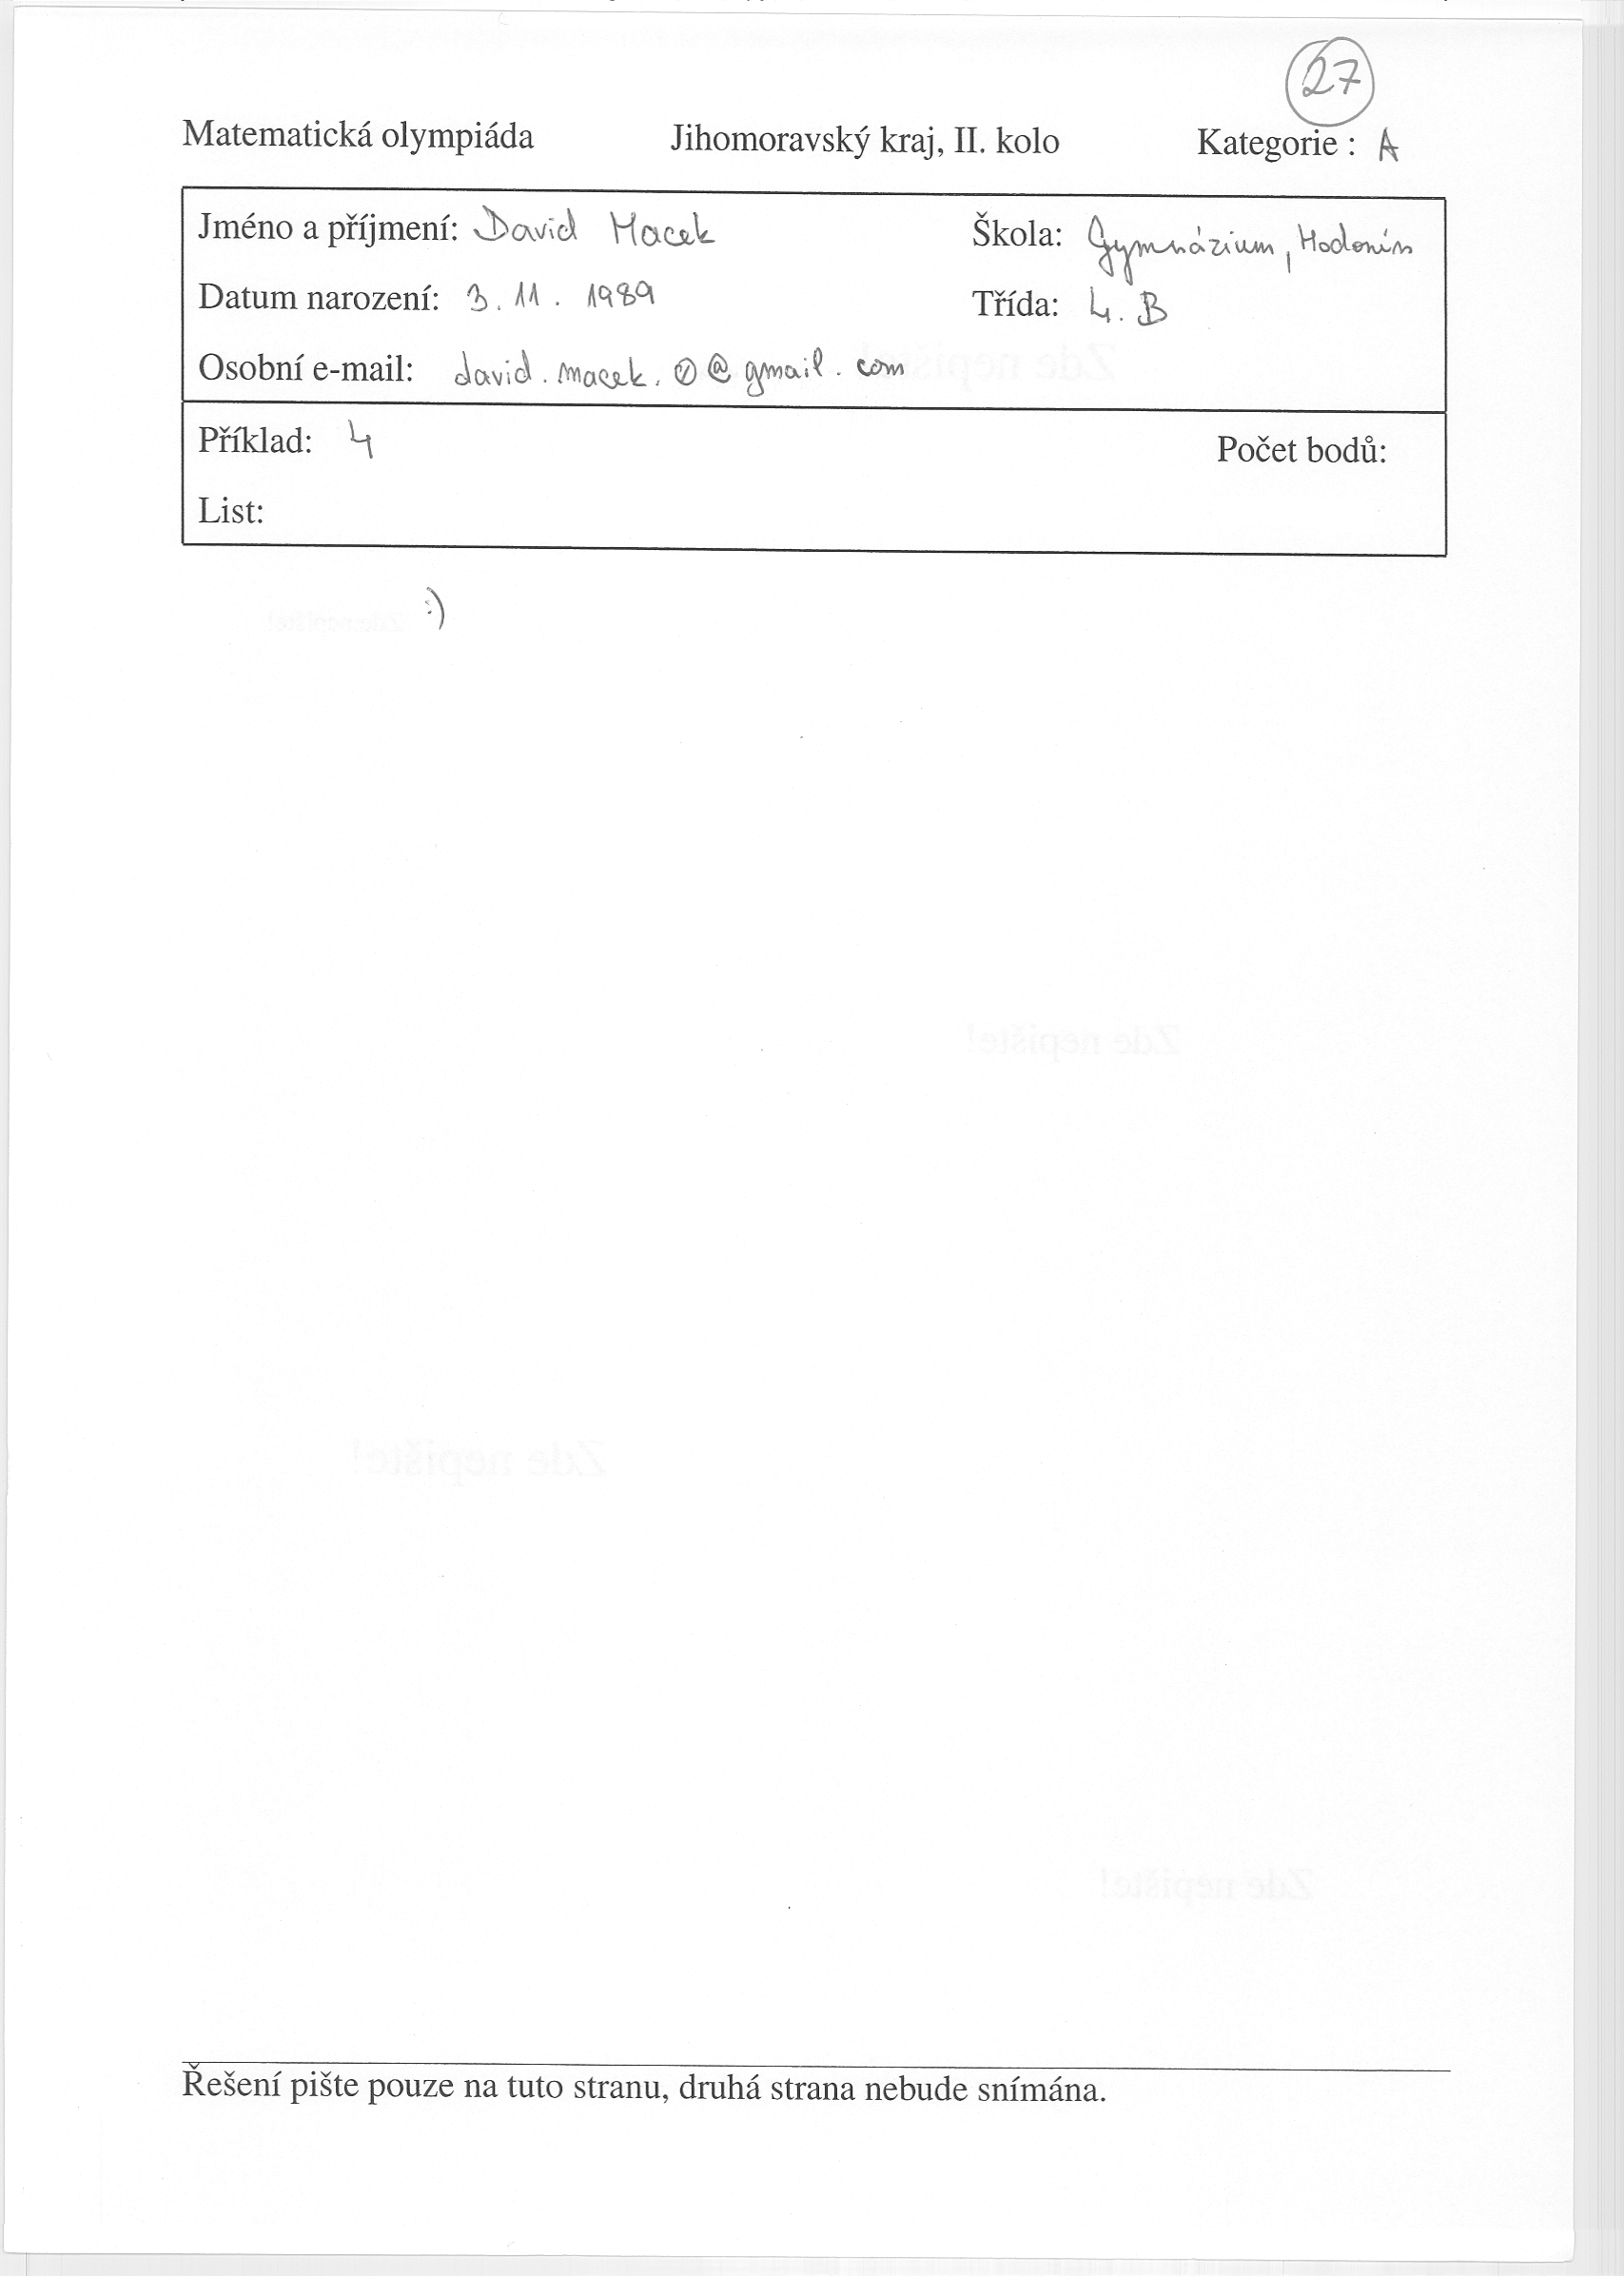 27
Matematická olympiáda Jihomoravský kraj, II. kolo Kategorie : A
Jméno a příjmení: David Macek Škola: Gymnázium, Hodonín
Datum narození: 3. 11. 1989 Třída: 4. B
Osobní e-mail: david.macek.0@gmail.com
Příklad: 4 Počet bodů:
List:
:)
Zde nepište!
Zde nepište!
Zde nepište!
Zde nepište!
Zde nepište!
Řešení pište pouze na tuto stranu, druhá strana nebude snímána.